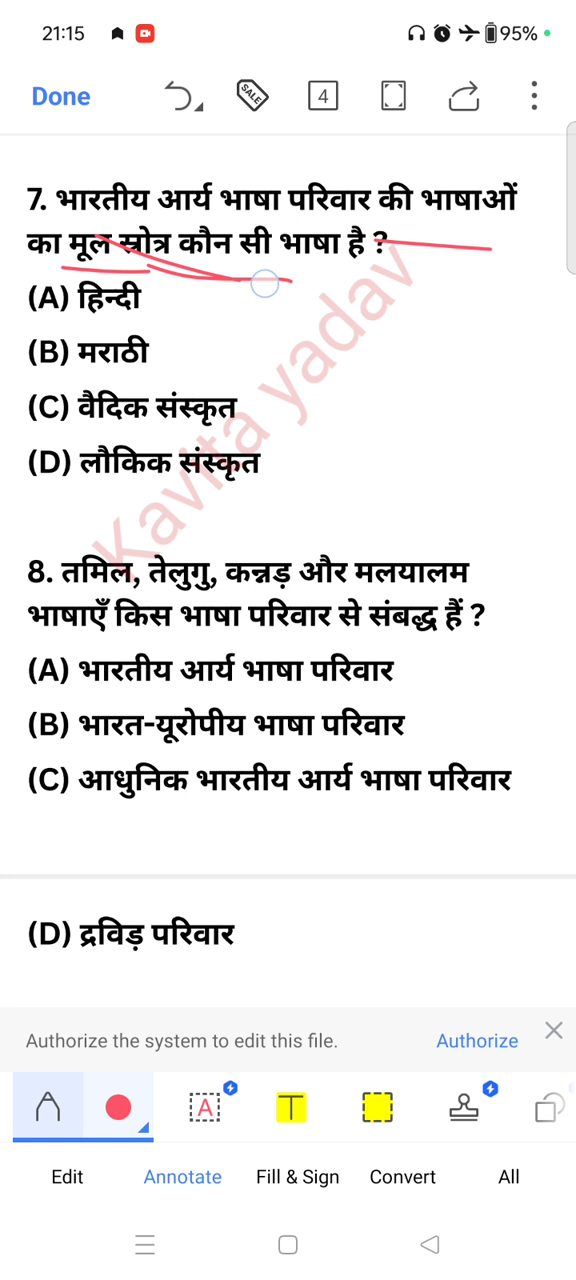 21:15
95%
Done
SALE
4
7. भारतीय आर्य भाषा परिवार की भाषाओं
का मूल स्रोत्र कौन सी भाषा है ?
(A) हिन्दी
(B) मराठी
(C) वैदिक संस्कृत
(D) लौकिक संस्कृत
Kavita yadav
8. तमिल, तेलुगु, कन्नड़ और मलयालम
भाषाएँ किस भाषा परिवार से संबद्ध हैं ?
(A) भारतीय आर्य भाषा परिवार
(B) भारत-यूरोपीय भाषा परिवार
(C) आधुनिक भारतीय आर्य भाषा परिवार
(D) द्रविड़ परिवार
Authorize the system to edit this file.
Authorize
A
T
Edit
Annotate
Fill & Sign
Convert
All